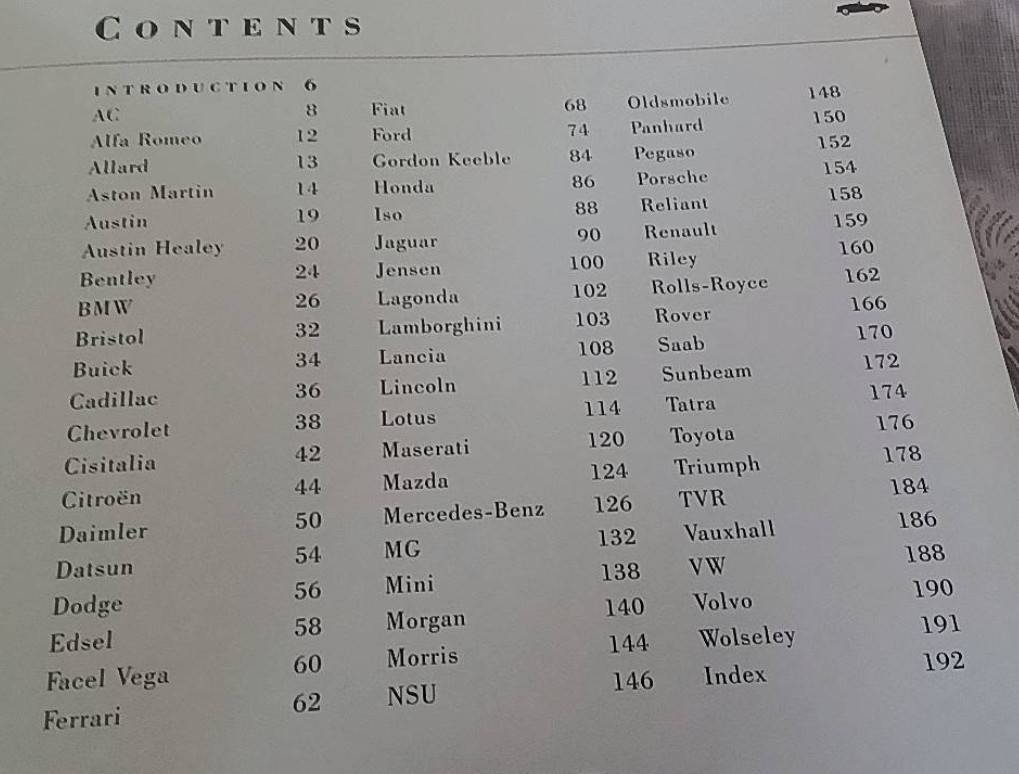 CONTENTS
INTRODUCTION 6
AC 8
Alfa Romeo 12
Allard 13
Aston Martin 14
Austin 19
Austin Healey 20
Bentley 24
BMW 26
Bristol 32
Buick 34
Cadillac 36
Chevrolet 38
Cisitalia 42
Citroën 44
Daimler 50
Datsun 54
Dodge 56
Edsel 58
Facel Vega 60
Ferrari 62
Fiat 68
Ford 74
Gordon Keeble 84
Honda 86
Iso 88
Jaguar 90
Jensen 100
Lagonda 102
Lamborghini 103
Lancia 108
Lincoln 112
Lotus 114
Maserati 120
Mazda 124
Mercedes-Benz 126
MG 132
Mini 138
Morgan 140
Morris 144
NSU 146
Oldsmobile 148
Panhard 150
Pegaso 152
Porsche 154
Reliant 158
Renault 159
Riley 160
Rolls-Royce 162
Rover 166
Saab 170
Sunbeam 172
Tatra 174
Toyota 176
Triumph 178
TVR 184
Vauxhall 186
VW 188
Volvo 190
Wolseley 191
Index 192